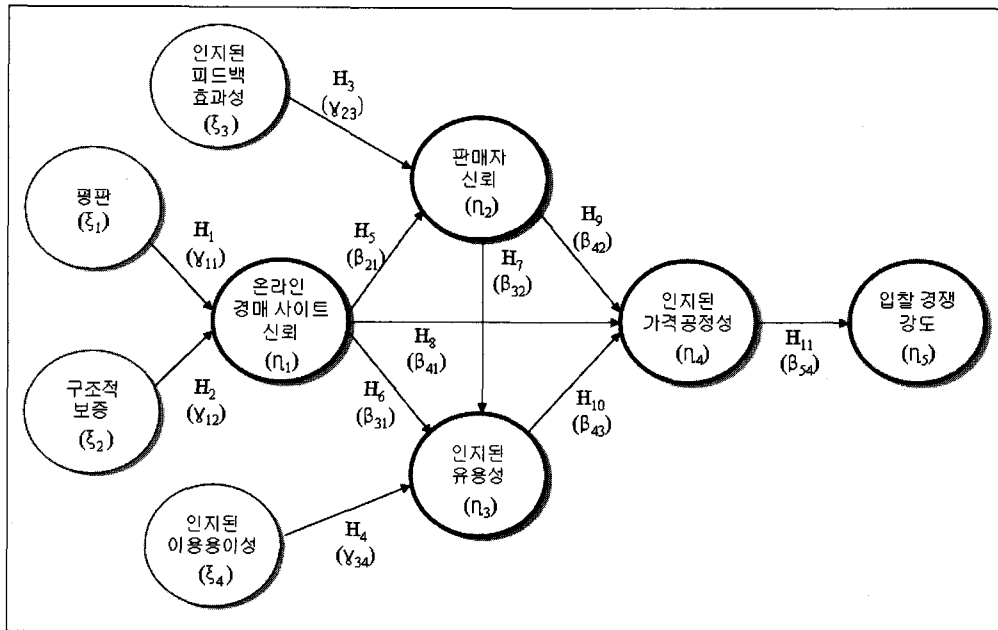 인지된
피드백
효과성
(ξ₃)
H₃
(γ₂₃)
판매자
신뢰
(η₂)
평판
(ξ₁)
H₁
(γ₁₁)
H₅
(β₂₁)
H₇
(β₃₂)
H₉
(β₄₂)
온라인
경매 사이트
신뢰
(η₁)
인지된
가격공정성
(η₄)
입찰 경쟁
강도
(η₅)
H₈
(β₄₁)
H₁₁
(β₅₄)
구조적
보증
(ξ₂)
H₂
(γ₁₂)
H₆
(β₃₁)
H₁₀
(β₄₃)
인지된
유용성
(η₃)
인지된
이용용이성
(ξ₄)
H₄
(γ₃₄)